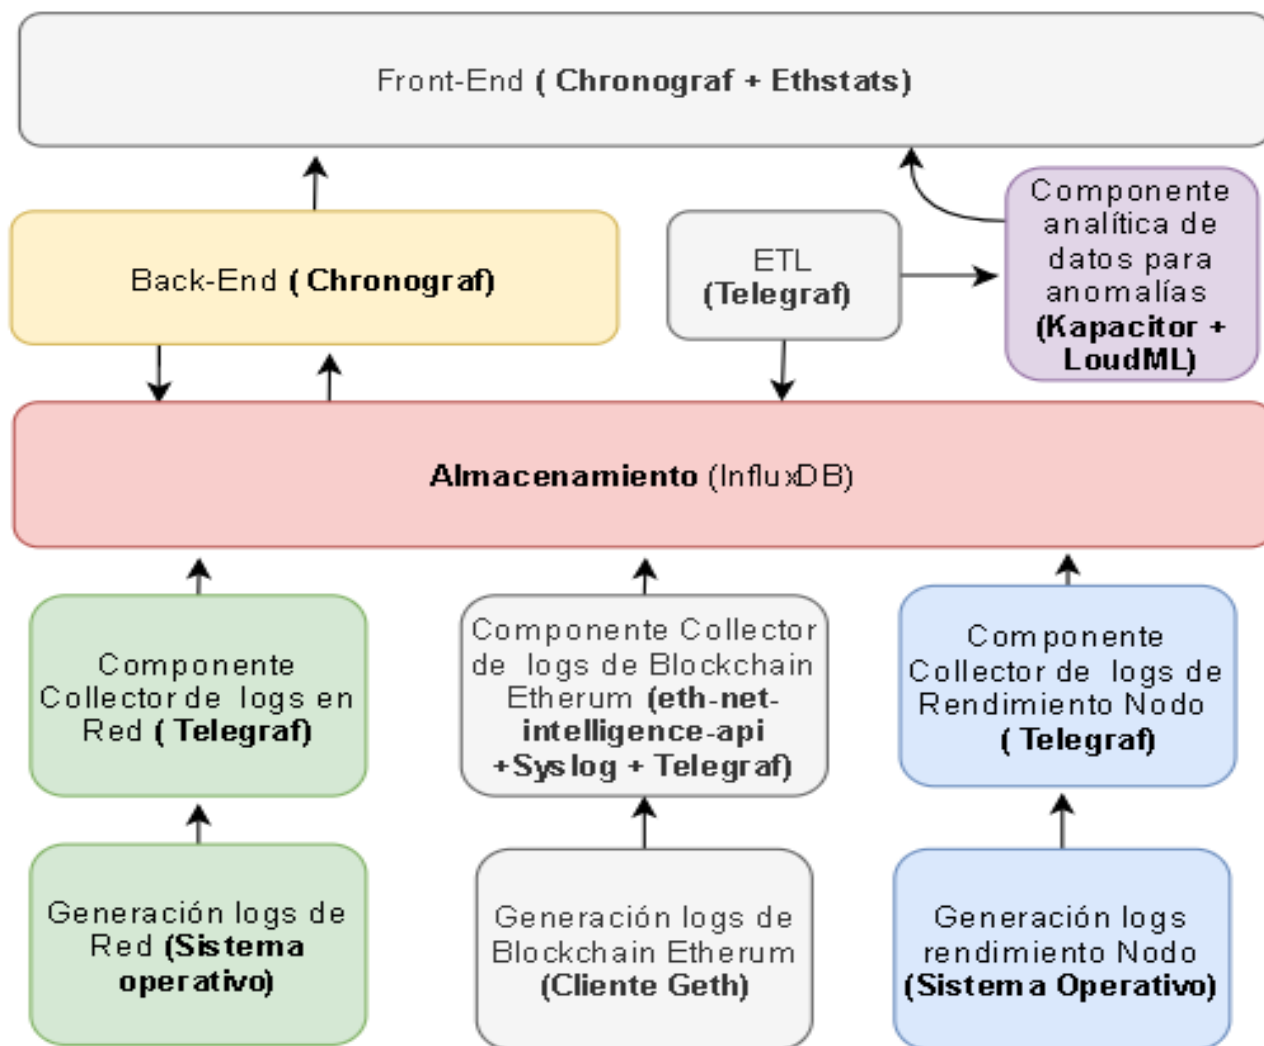 Front-End ( Chronograf + Ethstats)
Componente
analítica de
datos para
anomalías
(Kapacitor +
LoudML)
Back-End ( Chronograf)
ETL
(Telegraf)
Almacenamiento (InfluxDB)
Componente
Collector de logs en
Red ( Telegraf)
Componente Collector
de logs de Blockchain
Etherum (eth-net-
intelligence-api
+Syslog + Telegraf)
Componente
Collector de logs de
Rendimiento Nodo
( Telegraf)
Generación logs de
Red (Sistema
operativo)
Generación logs de
Blockchain Etherum
(Cliente Geth)
Generación logs
rendimiento Nodo
(Sistema Operativo)